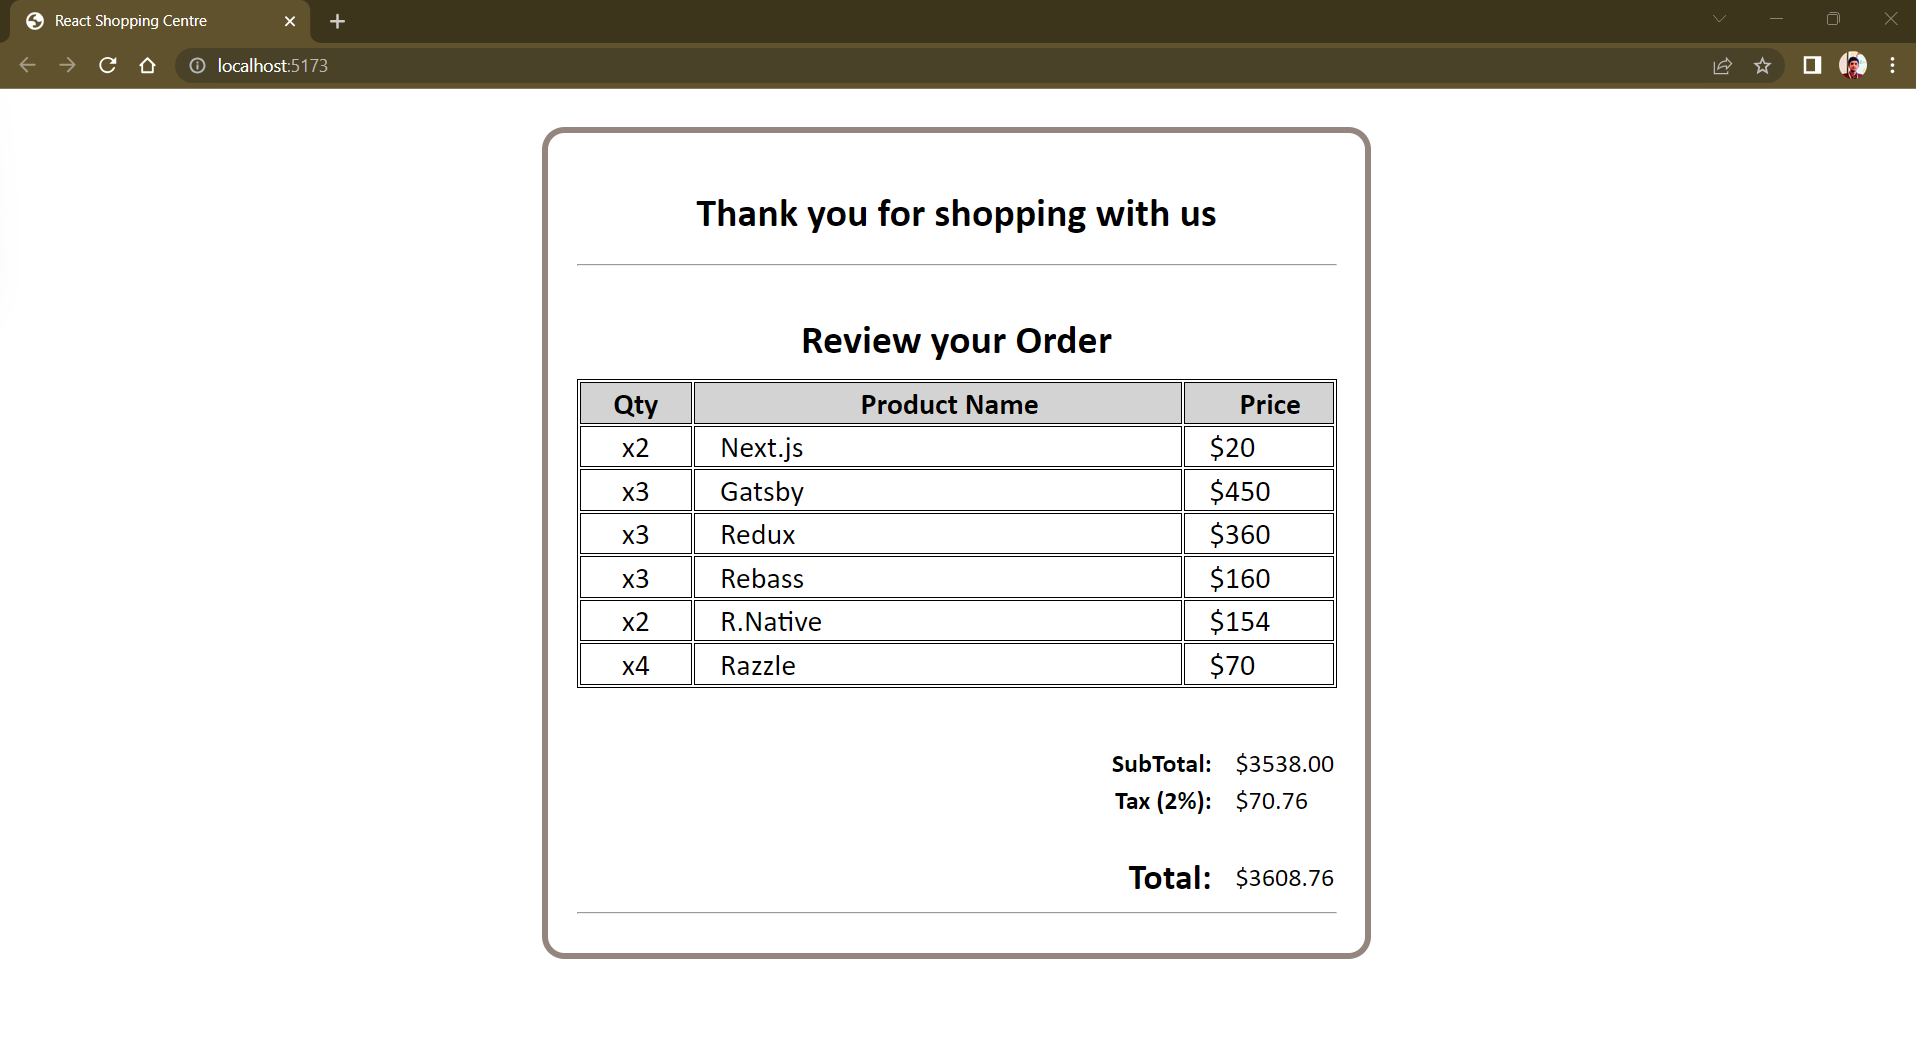 React Shopping Centre
localhost:5173
Thank you for shopping with us
Review your Order
Qty Product Name Price
x2 Next.js $20
x3 Gatsby $450
x3 Redux $360
x3 Rebass $160
x2 R.Native $154
x4 Razzle $70
SubTotal: $3538.00
Tax (2%): $70.76
Total: $3608.76